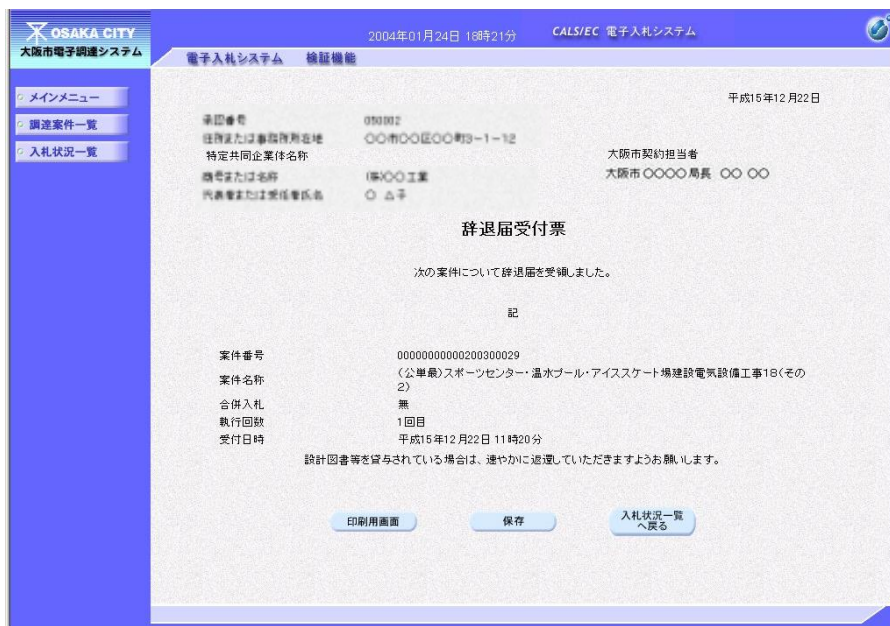 OSAKA CITY
大阪市電子調達システム
2004年01月24日 18時21分
CALS/EC 電子入札システム
電子入札システム 検証機能
メインメニュー
調達案件一覧
入札状況一覧
平成15年12月22日
承認番号 050002
住所または事務所所在地 〇〇市〇〇区〇〇町3-1-12
特定共同企業体名称
大阪市契約担当者
商号または名称 (株)〇〇工業
大阪市〇〇〇〇局長 〇〇 〇〇
代表者または受任者氏名 〇 △子
辞退届受付票
次の案件について辞退届を受領しました。
記
案件番号 00000000000200300029
案件名称 (公単最)スポーツセンター・温水プール・アイススケート場建設電気設備工事18(その
2)
合併入札 無
執行回数 1回目
受付日時 平成15年12月22日 11時20分
設計図書等を貸与されている場合は、速やかに返還していただきますようお願いします。
印刷用画面
保存
入札状況一覧
へ戻る